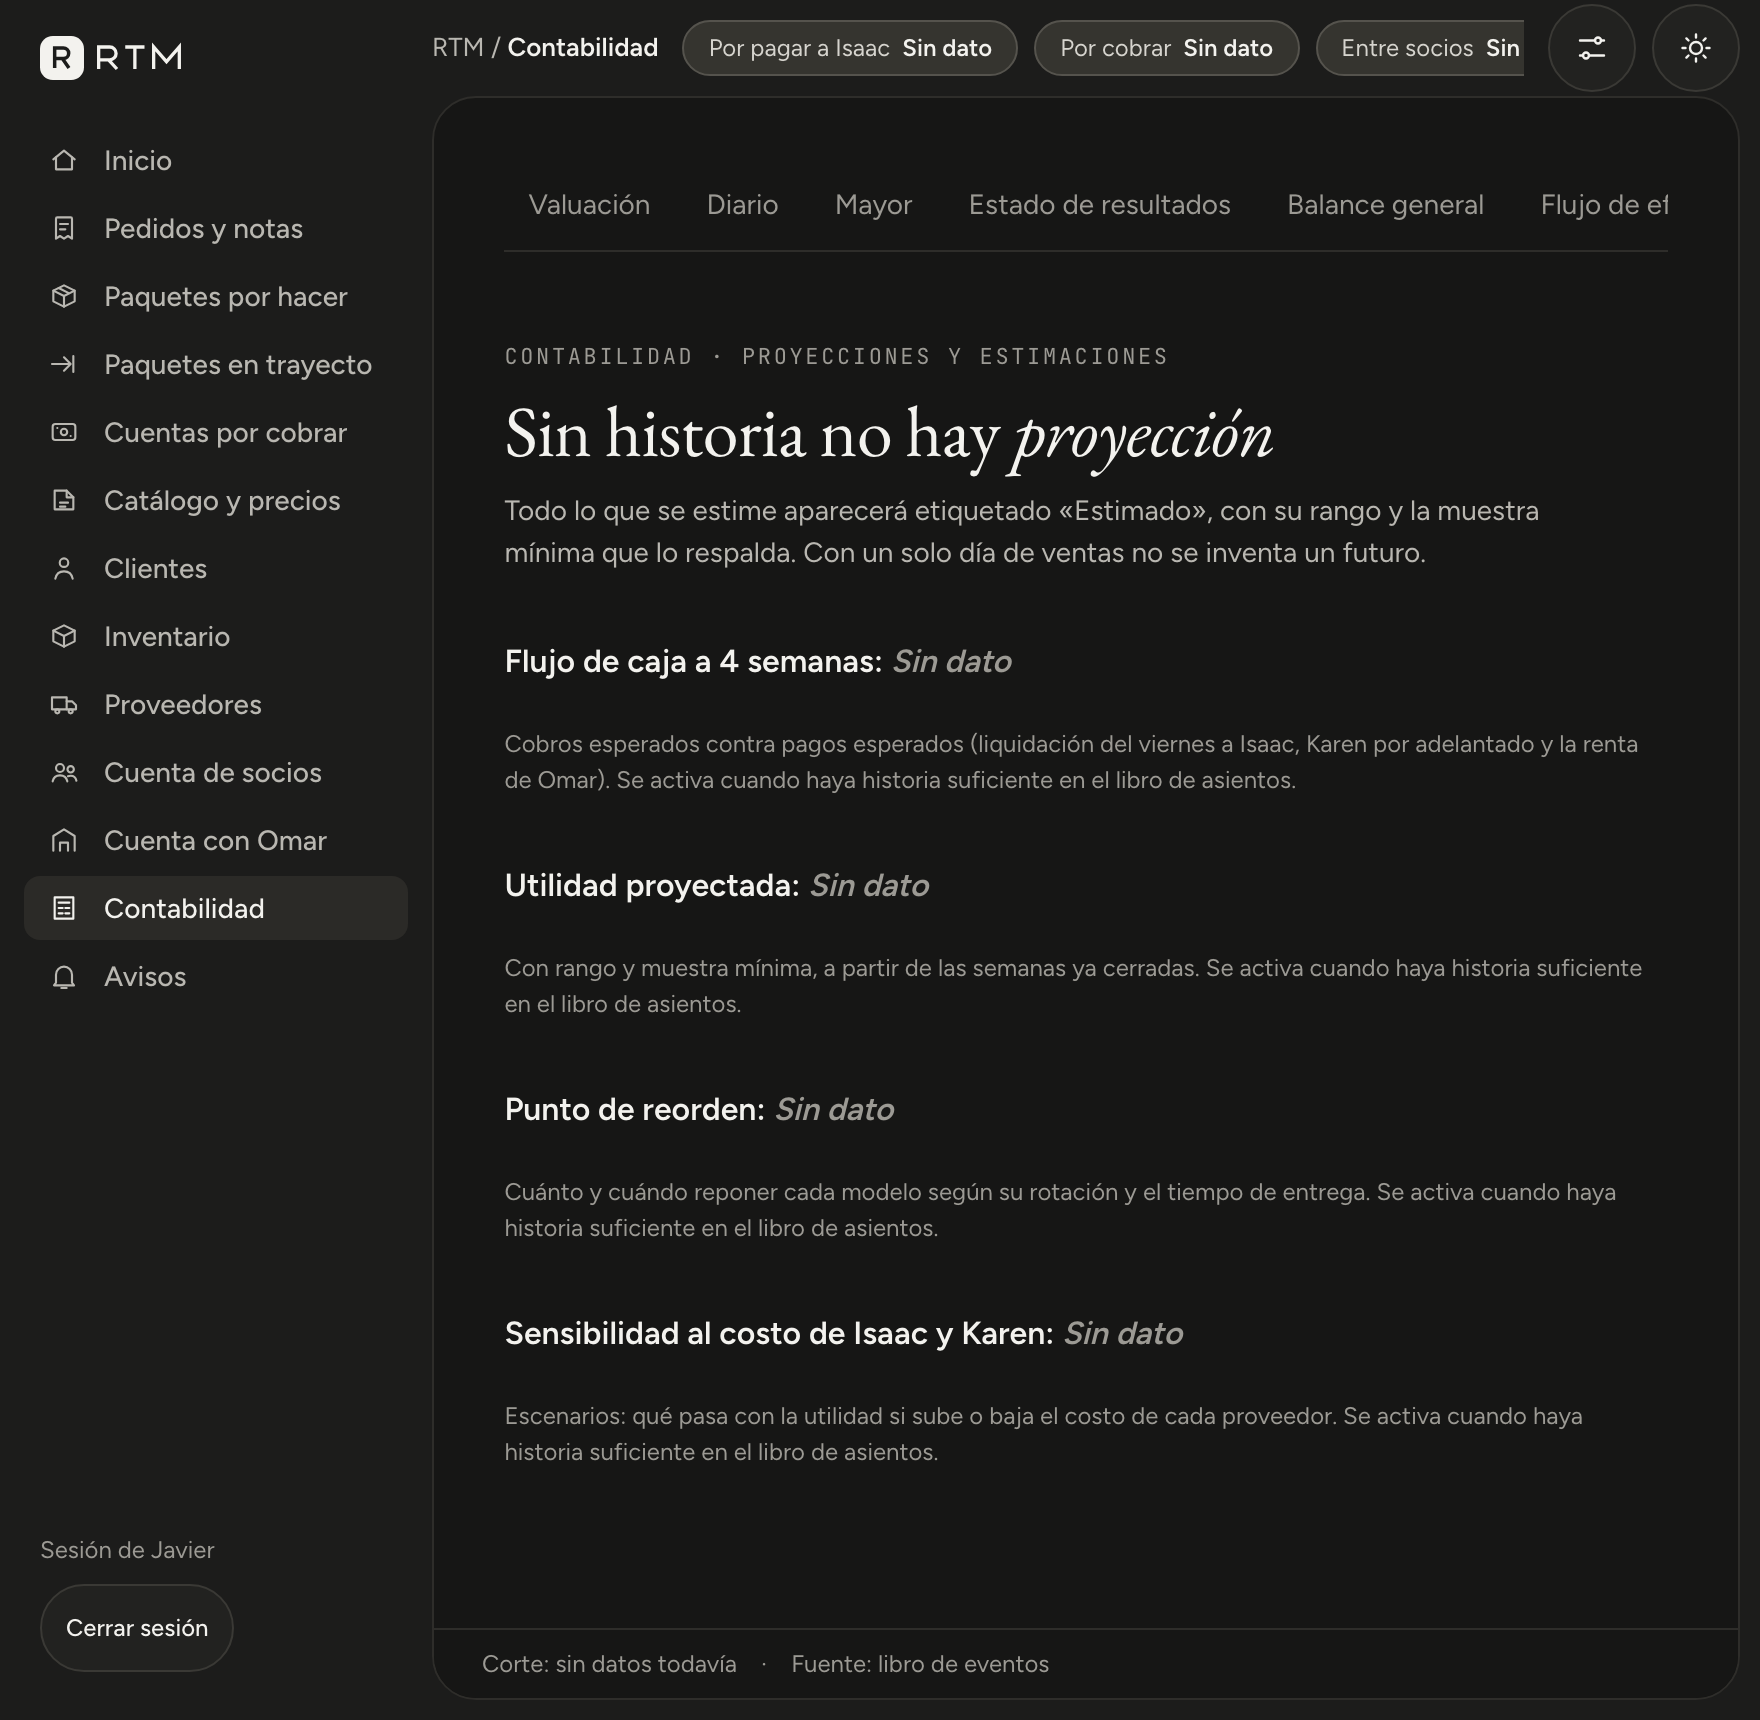 R RTM
RTM / Contabilidad
Por pagar a Isaac Sin dato
Por cobrar Sin dato
Entre socios Sin
Inicio
Pedidos y notas
Paquetes por hacer
Paquetes en trayecto
Cuentas por cobrar
Catálogo y precios
Clientes
Inventario
Proveedores
Cuenta de socios
Cuenta con Omar
Contabilidad
Avisos
Sesión de Javier
Cerrar sesión
Valuación Diario Mayor Estado de resultados Balance general Flujo de ef
CONTABILIDAD · PROYECCIONES Y ESTIMACIONES
Sin historia no hay proyección
Todo lo que se estime aparecerá etiquetado «Estimado», con su rango y la muestra
mínima que lo respalda. Con un solo día de ventas no se inventa un futuro.
Flujo de caja a 4 semanas: Sin dato
Cobros esperados contra pagos esperados (liquidación del viernes a Isaac, Karen por adelantado y la renta
de Omar). Se activa cuando haya historia suficiente en el libro de asientos.
Utilidad proyectada: Sin dato
Con rango y muestra mínima, a partir de las semanas ya cerradas. Se activa cuando haya historia suficiente
en el libro de asientos.
Punto de reorden: Sin dato
Cuánto y cuándo reponer cada modelo según su rotación y el tiempo de entrega. Se activa cuando haya
historia suficiente en el libro de asientos.
Sensibilidad al costo de Isaac y Karen: Sin dato
Escenarios: qué pasa con la utilidad si sube o baja el costo de cada proveedor. Se activa cuando haya
historia suficiente en el libro de asientos.
Corte: sin datos todavía · Fuente: libro de eventos